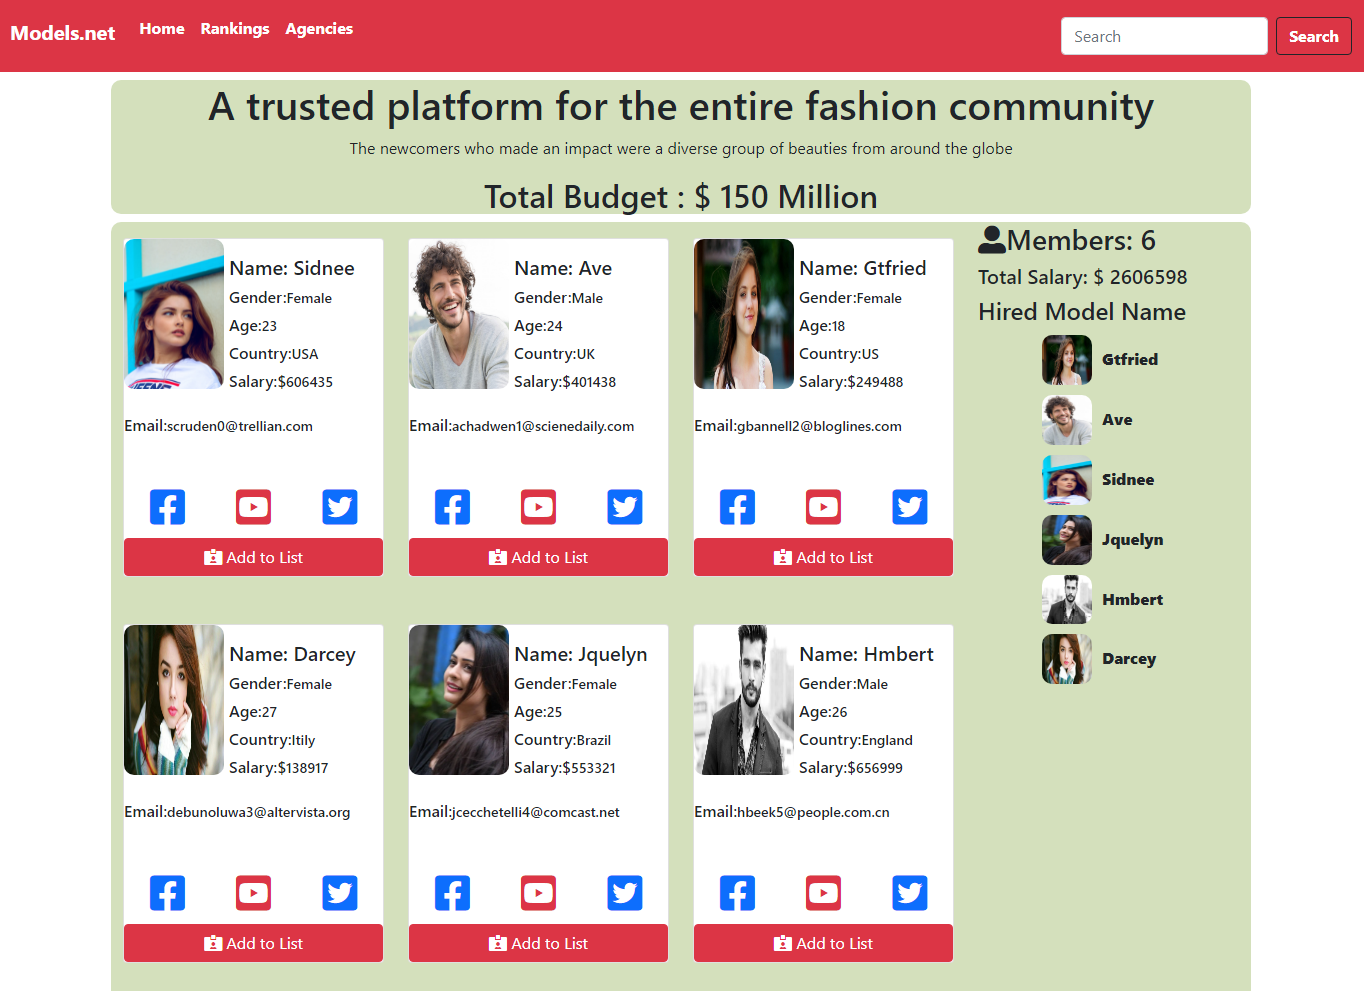 Models.net Home Rankings Agencies Search Search
A trusted platform for the entire fashion community
The newcomers who made an impact were a diverse group of beauties from around the globe
Total Budget : $ 150 Million
Name: Sidnee
Gender:Female
Age:23
Country:USA
Salary:$606435
Email:scruden0@trellian.com
Add to List
Name: Ave
Gender:Male
Age:24
Country:UK
Salary:$401438
Email:achadwen1@scienedaily.com
Add to List
Name: Gtfried
Gender:Female
Age:18
Country:US
Salary:$249488
Email:gbannell2@bloglines.com
Add to List
Name: Darcey
Gender:Female
Age:27
Country:Itily
Salary:$138917
Email:debunoluwa3@altervista.org
Add to List
Name: Jquelyn
Gender:Female
Age:25
Country:Brazil
Salary:$553321
Email:jcecchetelli4@comcast.net
Add to List
Name: Hmbert
Gender:Male
Age:26
Country:England
Salary:$656999
Email:hbeek5@people.com.cn
Add to List
Members: 6
Total Salary: $ 2606598
Hired Model Name
Gtfried
Ave
Sidnee
Jquelyn
Hmbert
Darcey